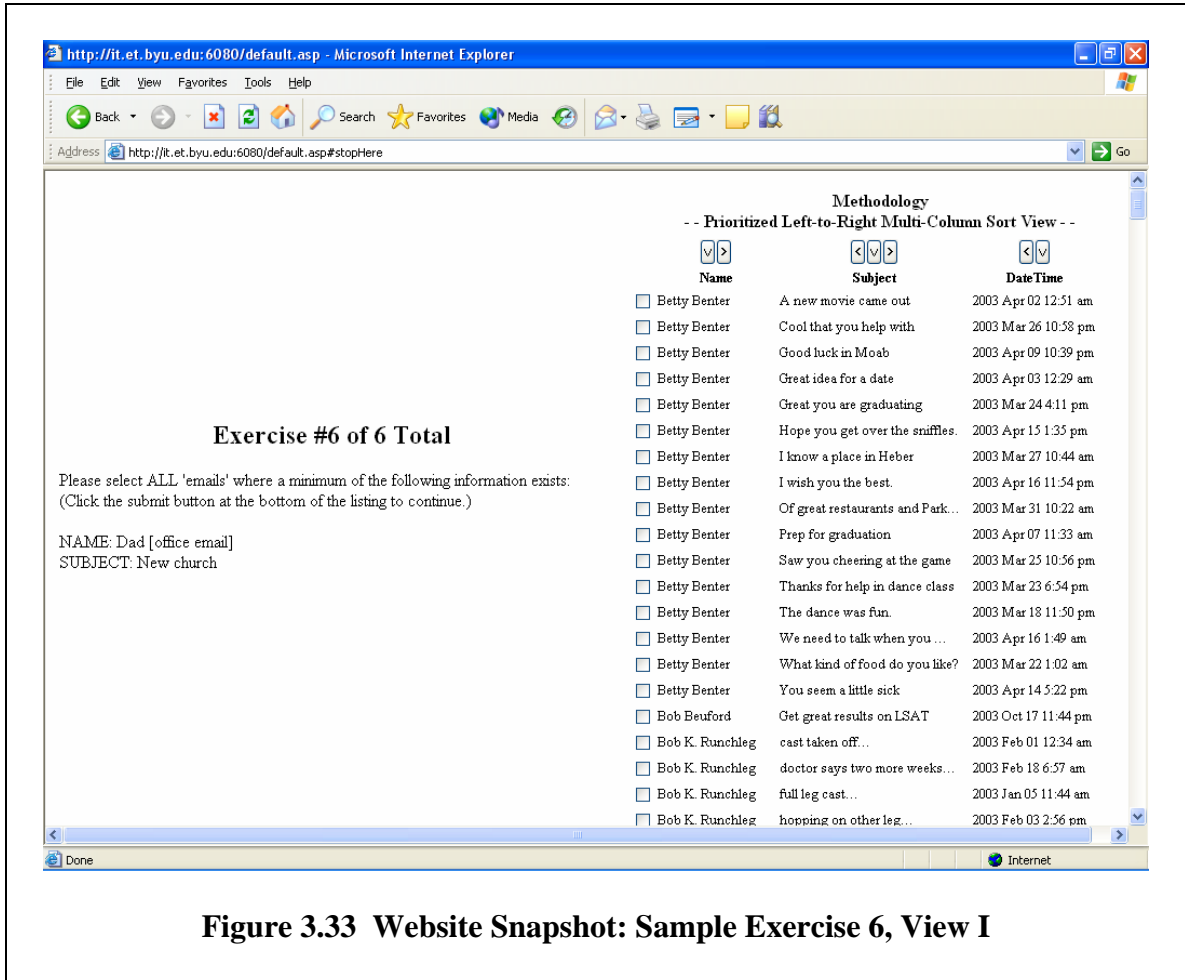 http://it.et.byu.edu:6080/default.asp - Microsoft Internet Explorer
File Edit View Favorites Tools Help
Back Search Favorites Media
Address http://it.et.byu.edu:6080/default.asp#stopHere Go
Exercise #6 of 6 Total
Please select ALL 'emails' where a minimum of the following information exists:
(Click the submit button at the bottom of the listing to continue.)
NAME: Dad [office email]
SUBJECT: New church
Methodology
- - Prioritized Left-to-Right Multi-Column Sort View - -
v > < v > < v
Name Subject DateTime
Betty Benter A new movie came out 2003 Apr 02 12:51 am
Betty Benter Cool that you help with 2003 Mar 26 10:58 pm
Betty Benter Good luck in Moab 2003 Apr 09 10:39 pm
Betty Benter Great idea for a date 2003 Apr 03 12:29 am
Betty Benter Great you are graduating 2003 Mar 24 4:11 pm
Betty Benter Hope you get over the sniffles. 2003 Apr 15 1:35 pm
Betty Benter I know a place in Heber 2003 Mar 27 10:44 am
Betty Benter I wish you the best. 2003 Apr 16 11:54 pm
Betty Benter Of great restaurants and Park... 2003 Mar 31 10:22 am
Betty Benter Prep for graduation 2003 Apr 07 11:33 am
Betty Benter Saw you cheering at the game 2003 Mar 25 10:56 pm
Betty Benter Thanks for help in dance class 2003 Mar 23 6:54 pm
Betty Benter The dance was fun. 2003 Mar 18 11:50 pm
Betty Benter We need to talk when you ... 2003 Apr 16 1:49 am
Betty Benter What kind of food do you like? 2003 Mar 22 1:02 am
Betty Benter You seem a little sick 2003 Apr 14 5:22 pm
Bob Beuford Get great results on LSAT 2003 Oct 17 11:44 pm
Bob K. Runchleg cast taken off... 2003 Feb 01 12:34 am
Bob K. Runchleg doctor says two more weeks... 2003 Feb 18 6:57 am
Bob K. Runchleg full leg cast... 2003 Jan 05 11:44 am
Bob K. Runchleg hopping on other leg... 2003 Feb 03 2:56 pm
Done Internet
Figure 3.33 Website Snapshot: Sample Exercise 6, View I